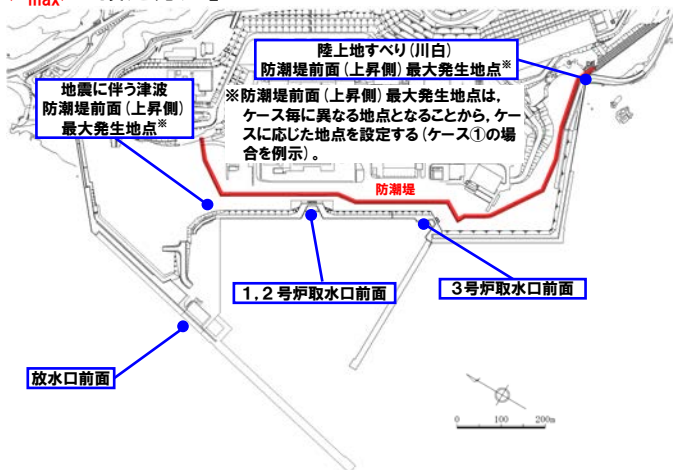 max
陸上地すべり(川白)
防潮堤前面(上昇側)最大発生地点※
地震に伴う津波
防潮堤前面(上昇側)
最大発生地点※
※防潮堤前面(上昇側)最大発生地点は,
ケース毎に異なる地点となることから,ケー
スに応じた地点を設定する(ケース①の場
合を例示)。
防潮堤
1,2号炉取水口前面
3号炉取水口前面
放水口前面
0 100 200m